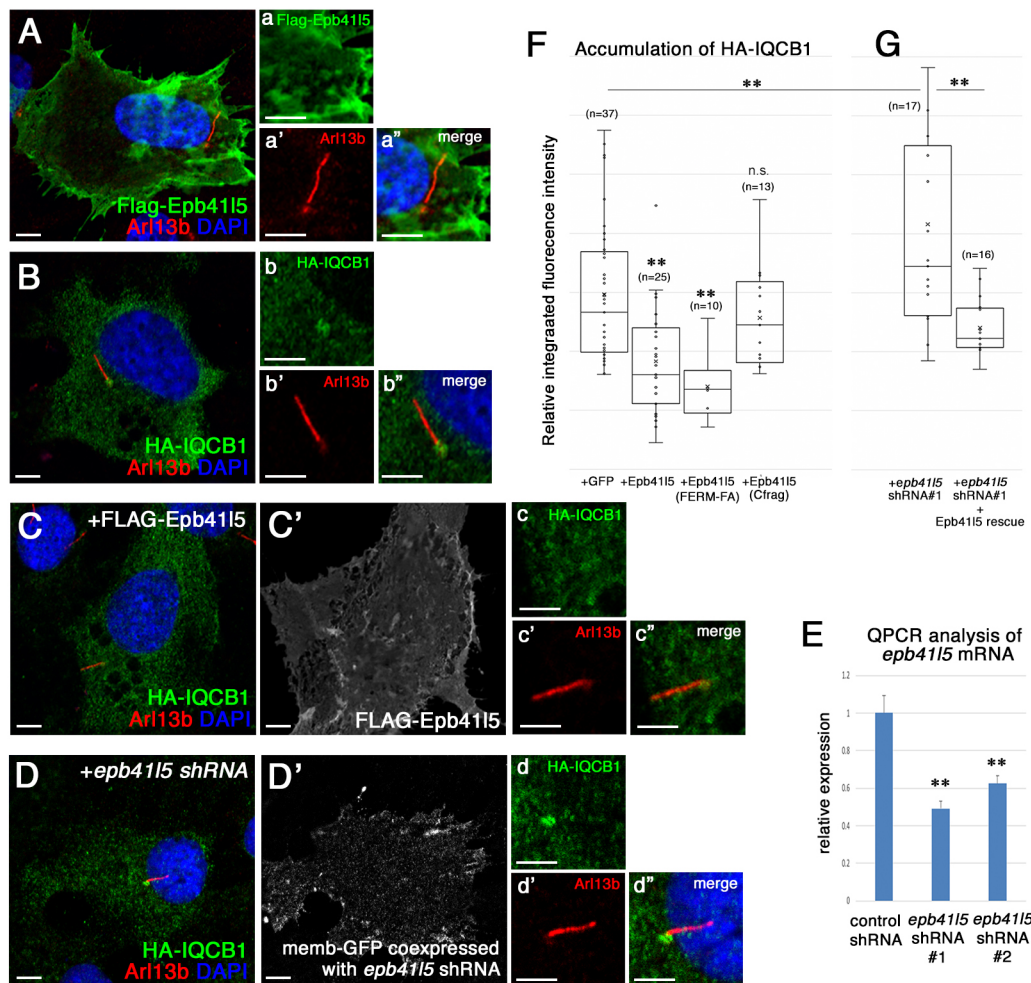 A
Flag-Epb41l5
Arl13b DAPI
a
Flag-Epb41l5
a'
Arl13b
a"
merge
B
HA-IQCB1
Arl13b DAPI
b
HA-IQCB1
b'
Arl13b
b"
merge
C
+FLAG-Epb41l5
HA-IQCB1
Arl13b DAPI
C'
FLAG-Epb41l5
c
HA-IQCB1
c'
Arl13b
c"
merge
D
+epb41l5 shRNA
HA-IQCB1
Arl13b DAPI
D'
memb-GFP coexpressed
with epb41l5 shRNA
d
HA-IQCB1
d'
Arl13b
d"
merge
F
Accumulation of HA-IQCB1
Relative integraated fluorecence intensity
**
(n=37)
**
(n=25)
**
(n=10)
n.s.
(n=13)
+GFP
+Epb41l5
+Epb41l5
(FERM-FA)
+Epb41l5
(Cfrag)
G
(n=17)
**
(n=16)
+epb41l5
shRNA#1
+epb41l5
shRNA#1
+
Epb41l5 rescue
E
QPCR analysis of
epb41l5 mRNA
relative expression
1.2
1
0.8
0.6
0.4
0.2
0
**
**
control
shRNA
epb41l5
shRNA
#1
epb41l5
shRNA
#2